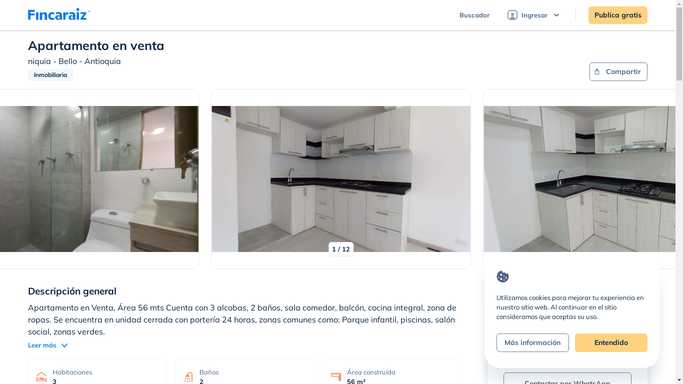 Fincaraiz
Buscador
Ingresar
Publica gratis
Apartamento en venta
niquia - Bello - Antioquia
Inmobiliaria
Compartir
1 / 12
Descripción general
Apartamento en Venta, Área 56 mts Cuenta con 3 alcobas, 2 baños, sala comedor, balcón, cocina integral, zona de
ropas. Se encuentra en unidad cerrada con portería 24 horas, zonas comunes como; Parque infantil, piscinas, salón
social, zonas verdes.
Leer más
Habitaciones
3
Baños
2
Área construida
56 m²
Utilizamos cookies para mejorar tu experiencia en
nuestro sitio web. Al continuar en el sitio
consideramos que aceptas su uso.
Más información
Entendido
Contactar por WhatsApp